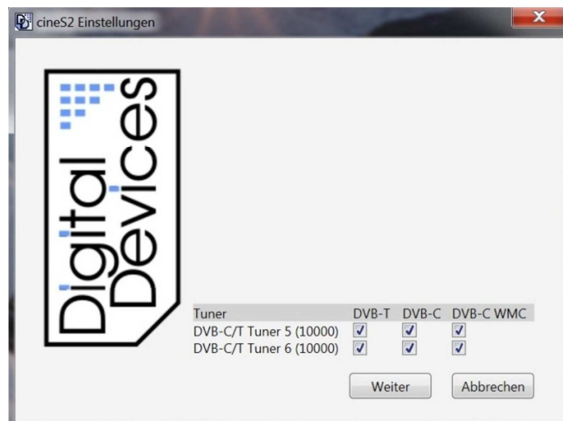 cineS2 Einstellungen
Digital
Devices
Tuner DVB-T DVB-C DVB-C WMC
DVB-C/T Tuner 5 (10000)
DVB-C/T Tuner 6 (10000)
Weiter Abbrechen